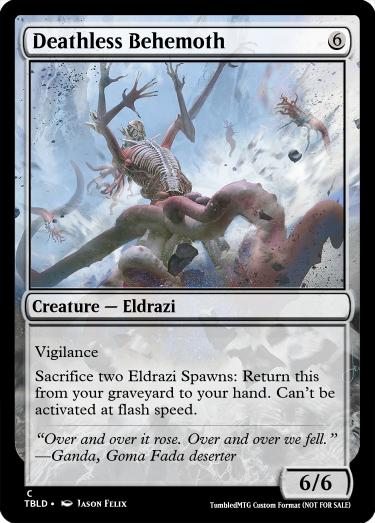 Deathless Behemoth 6
Creature — Eldrazi
Vigilance
Sacrifice two Eldrazi Spawns: Return this
from your graveyard to your hand. Can't be
activated at flash speed.
“Over and over it rose. Over and over we fell.”
—Ganda, Goma Fada deserter
6/6
C
TBLD • Jason Felix
TumbledMTG Custom Format (NOT FOR SALE)